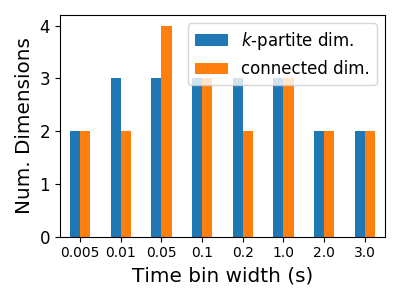 k-partite dim.
connected dim.
Num. Dimensions
4
3
2
1
0
0.005 0.01 0.05 0.1 0.2 1.0 2.0 3.0
Time bin width (s)